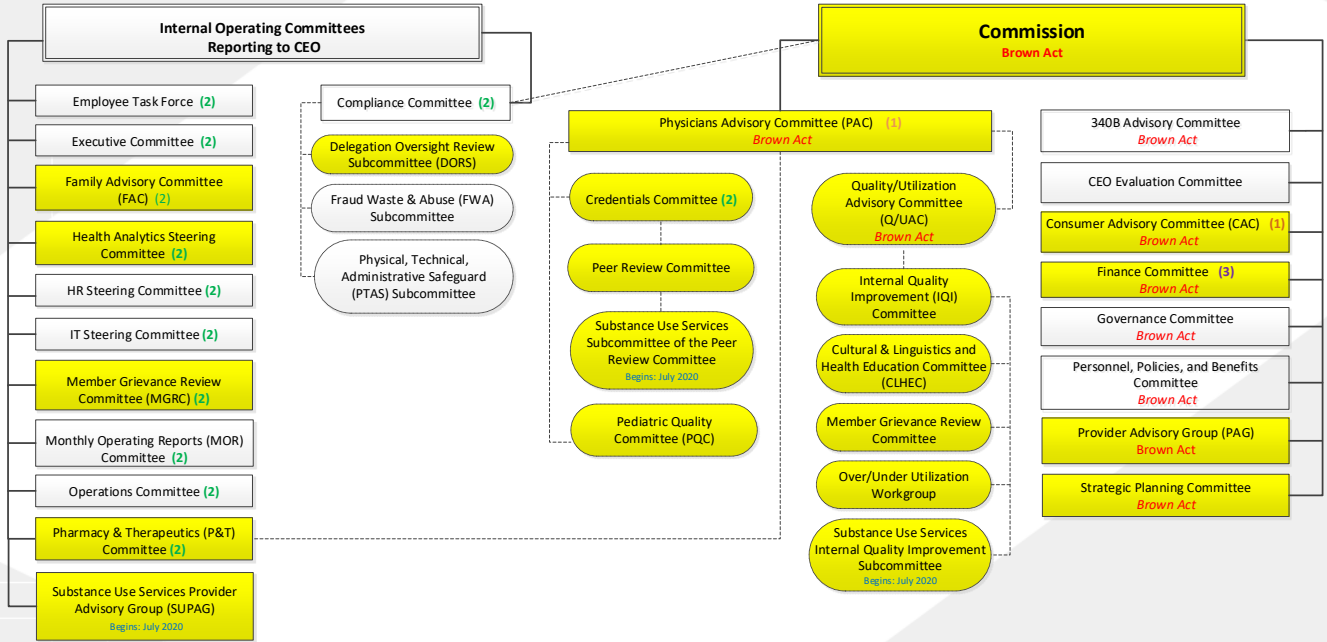 Internal Operating Committees
Reporting to CEO
Commission
Brown Act
Employee Task Force (2)
Executive Committee (2)
Family Advisory Committee
(FAC) (2)
Health Analytics Steering
Committee (2)
HR Steering Committee (2)
IT Steering Committee (2)
Member Grievance Review
Committee (MGRC) (2)
Monthly Operating Reports (MOR)
Committee (2)
Operations Committee (2)
Pharmacy & Therapeutics (P&T)
Committee (2)
Substance Use Services Provider
Advisory Group (SUPAG)
Begins: July 2020
Compliance Committee (2)
Delegation Oversight Review
Subcommittee (DORS)
Fraud Waste & Abuse (FWA)
Subcommittee
Physical, Technical,
Administrative Safeguard
(PTAS) Subcommittee
Physicians Advisory Committee (PAC) (1)
Brown Act
Credentials Committee (2)
Peer Review Committee
Substance Use Services
Subcommittee of the Peer
Review Committee
Begins: July 2020
Pediatric Quality
Committee (PQC)
Quality/Utilization
Advisory Committee
(Q/UAC)
Brown Act
Internal Quality
Improvement (IQI)
Committee
Cultural & Linguistics and
Health Education Committee
(CLHEC)
Member Grievance Review
Committee
Over/Under Utilization
Workgroup
Substance Use Services
Internal Quality Improvement
Subcommittee
Begins: July 2020
340B Advisory Committee
Brown Act
CEO Evaluation Committee
Consumer Advisory Committee (CAC) (1)
Brown Act
Finance Committee (3)
Brown Act
Governance Committee
Brown Act
Personnel, Policies, and Benefits
Committee
Brown Act
Provider Advisory Group (PAG)
Brown Act
Strategic Planning Committee
Brown Act